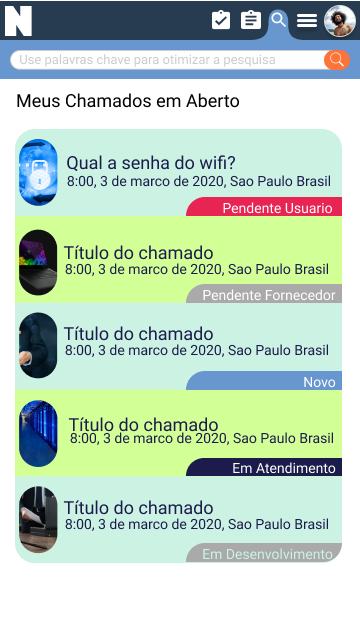 N
Use palavras chave para otimizar a pesquisa
Meus Chamados em Aberto
Qual a senha do wifi?
8:00, 3 de marco de 2020, Sao Paulo Brasil
Pendente Usuario
Título do chamado
8:00, 3 de marco de 2020, Sao Paulo Brasil
Pendente Fornecedor
Título do chamado
8:00, 3 de marco de 2020, Sao Paulo Brasil
Novo
Título do chamado
8:00, 3 de marco de 2020, Sao Paulo Brasil
Em Atendimento
Título do chamado
8:00, 3 de marco de 2020, Sao Paulo Brasil
Em Desenvolvimento